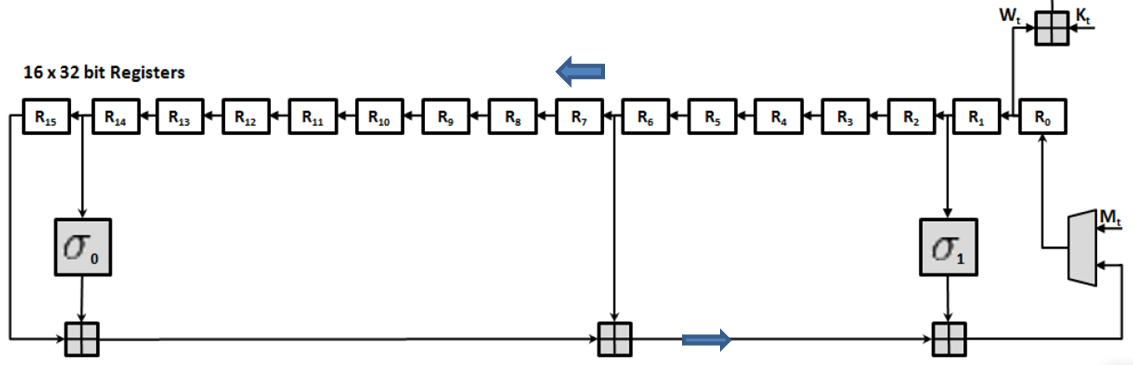 Wₜ Kₜ
16 x 32 bit Registers
R₁₅ R₁₄ R₁₃ R₁₂ R₁₁ R₁₀ R₉ R₈ R₇ R₆ R₅ R₄ R₃ R₂ R₁ R₀
Mₜ
σ₀ σ₁